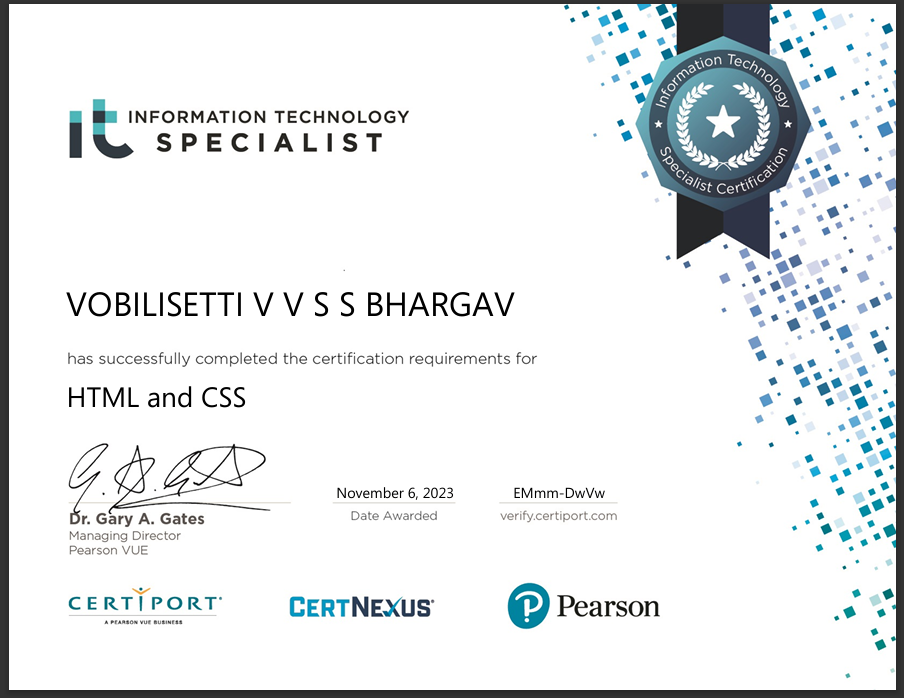 it INFORMATION TECHNOLOGY
SPECIALIST
Information Technology
Specialist Certification
VOBILISETTI V V S S BHARGAV
has successfully completed the certification requirements for
HTML and CSS
Dr. Gary A. Gates
Managing Director
Pearson VUE
November 6, 2023
Date Awarded
EMmm-DwVw
verify.certiport.com
CERTIPORT
A PEARSON VUE BUSINESS
CERTNEXUS
P Pearson